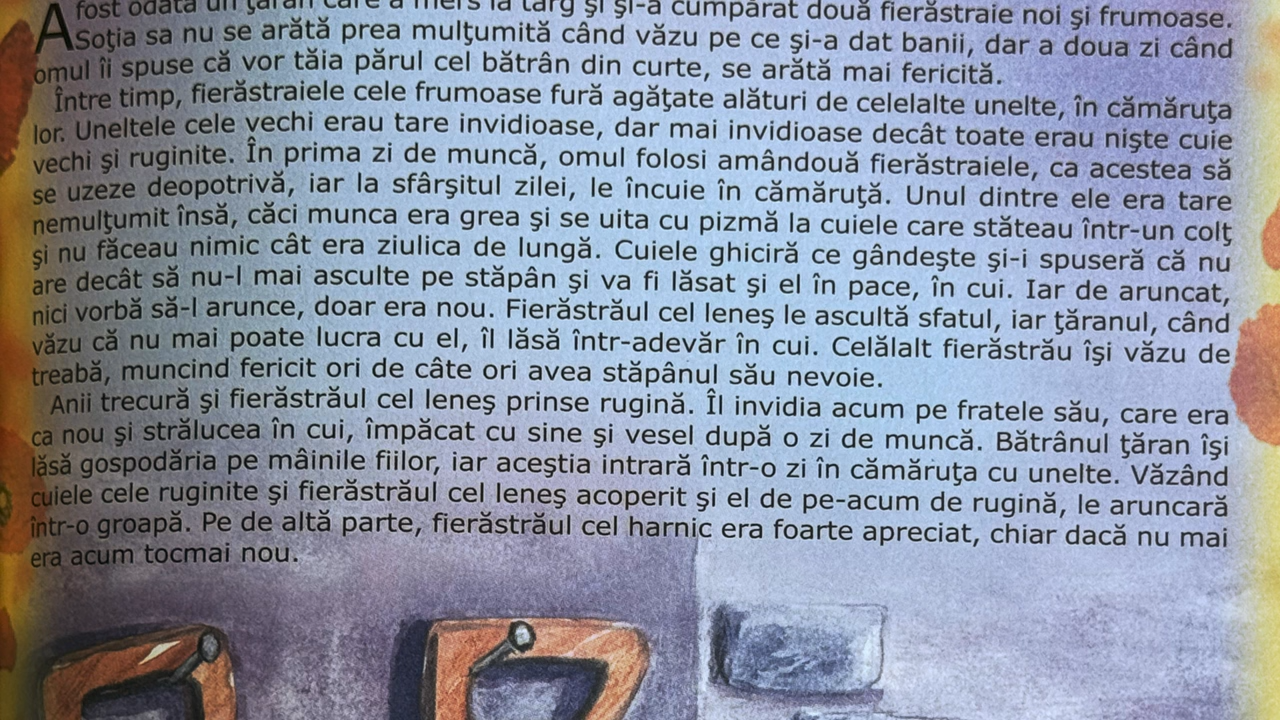 A fost odată un ţăran care a mers la târg şi şi-a cumpărat două fierăstraie noi şi frumoase.
Soţia sa nu se arătă prea mulţumită când văzu pe ce şi-a dat banii, dar a doua zi când
omul îi spuse că vor tăia părul cel bătrân din curte, se arătă mai fericită.
Între timp, fierăstraiele cele frumoase fură agăţate alături de celelalte unelte, în cămăruţa
lor. Uneltele cele vechi erau tare invidioase, dar mai invidioase decât toate erau nişte cuie
vechi şi ruginite. În prima zi de muncă, omul folosi amândouă fierăstraiele, ca acestea să
se uzeze deopotrivă, iar la sfârşitul zilei, le încuie în cămăruţă. Unul dintre ele era tare
nemulţumit însă, căci munca era grea şi se uita cu pizmă la cuiele care stăteau într-un colţ
şi nu făceau nimic cât era ziulica de lungă. Cuiele ghiciră ce gândeşte şi-i spuseră că nu
are decât să nu-l mai asculte pe stăpân şi va fi lăsat şi el în pace, în cui. Iar de aruncat,
nici vorbă să-l arunce, doar era nou. Fierăstrăul cel leneş le ascultă sfatul, iar ţăranul, când
văzu că nu mai poate lucra cu el, îl lăsă într-adevăr în cui. Celălalt fierăstrău îşi văzu de
treabă, muncind fericit ori de câte ori avea stăpânul său nevoie.
Anii trecură şi fierăstrăul cel leneş prinse rugină. Îl invidia acum pe fratele său, care era
ca nou şi strălucea în cui, împăcat cu sine şi vesel după o zi de muncă. Bătrânul ţăran îşi
lăsă gospodăria pe mâinile fiilor, iar aceştia intrară într-o zi în cămăruţa cu unelte. Văzând
cuiele cele ruginite şi fierăstrăul cel leneş acoperit şi el de pe-acum de rugină, le aruncară
într-o groapă. Pe de altă parte, fierăstrăul cel harnic era foarte apreciat, chiar dacă nu mai
era acum tocmai nou.